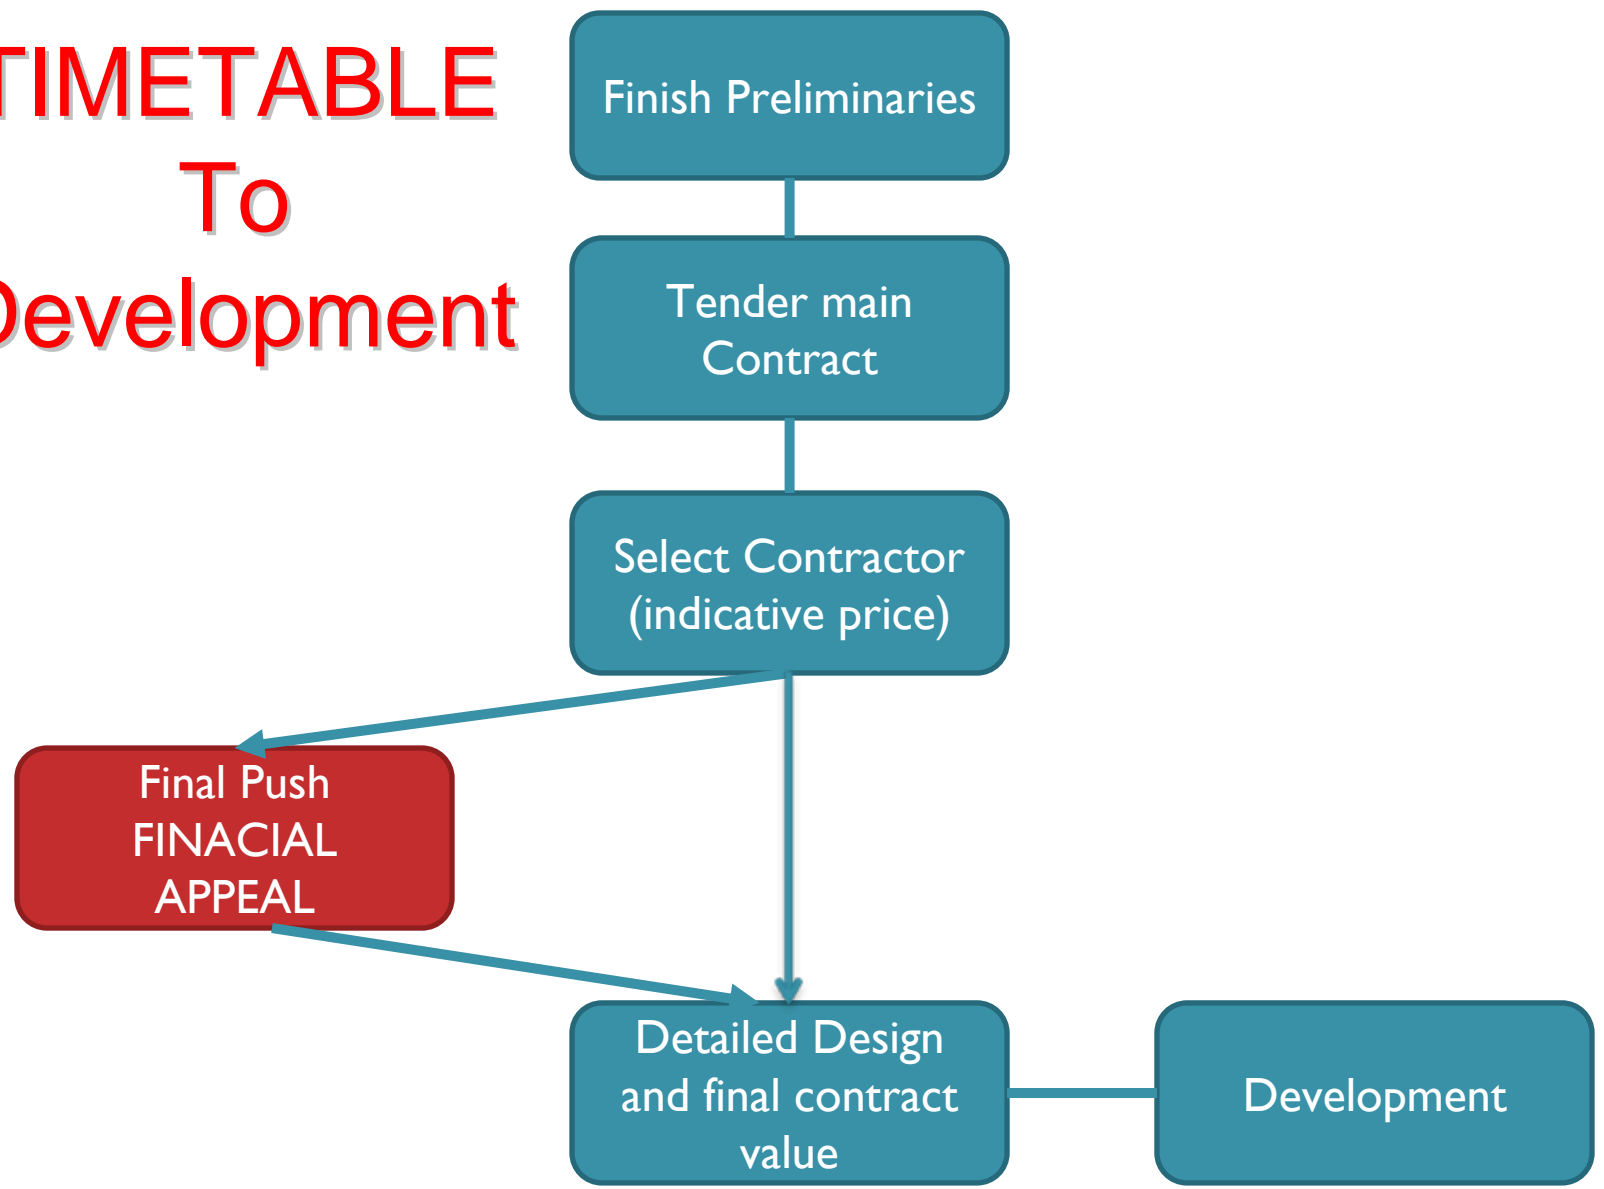 TIMETABLE
To
Development
Finish Preliminaries
Tender main
Contract
Select Contractor
(indicative price)
Final Push
FINACIAL
APPEAL
Detailed Design
and final contract
value
Development